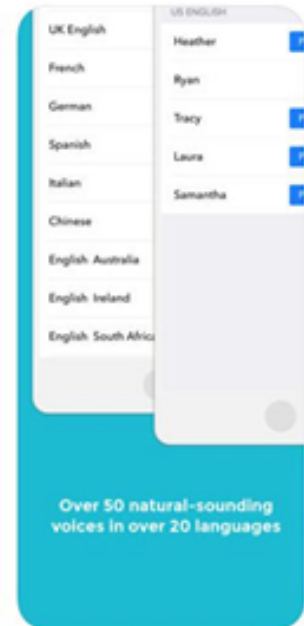 UK English
French
German
Spanish
Italian
Chinese
English Australia
English Ireland
English South Africa
US ENGLISH
Heather
Ryan
Tracy
Laura
Samantha
Over 50 natural-sounding
voices in over 20 languages